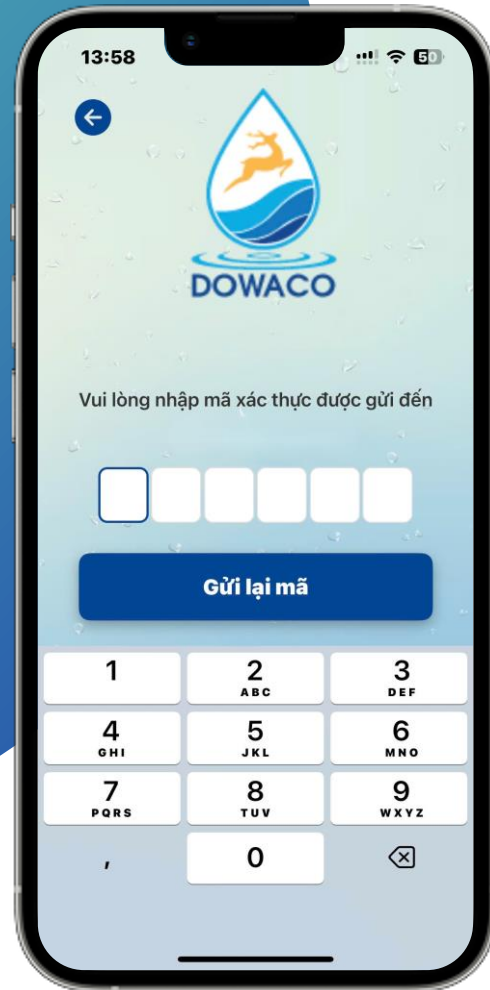 13:58
50
DOWACO
Vui lòng nhập mã xác thực được gửi đến
Gửi lại mã
1 2 3
ABC DEF
4 5 6
GHI JKL MNO
7 8 9
PQRS TUV WXYZ
, 0